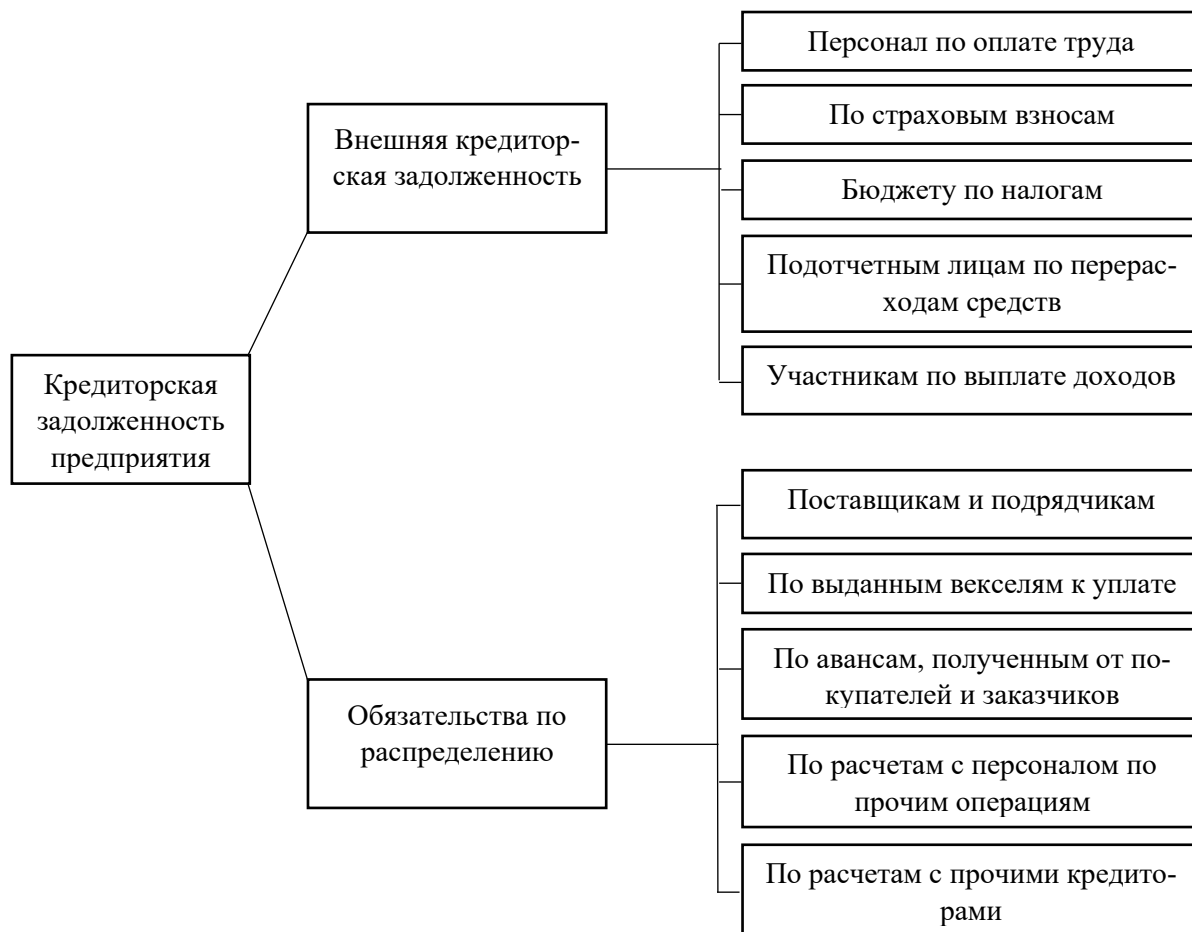 Персонал по оплате труда
По страховым взносам
Внешняя кредитор-
ская задолженность
Бюджету по налогам
Подотчетным лицам по перерас-
ходам средств
Участникам по выплате доходов
Кредиторская
задолженность
предприятия
Поставщикам и подрядчикам
По выданным векселям к уплате
По авансам, полученным от по-
купателей и заказчиков
Обязательства по
распределению
По расчетам с персоналом по
прочим операциям
По расчетам с прочими кредито-
рами